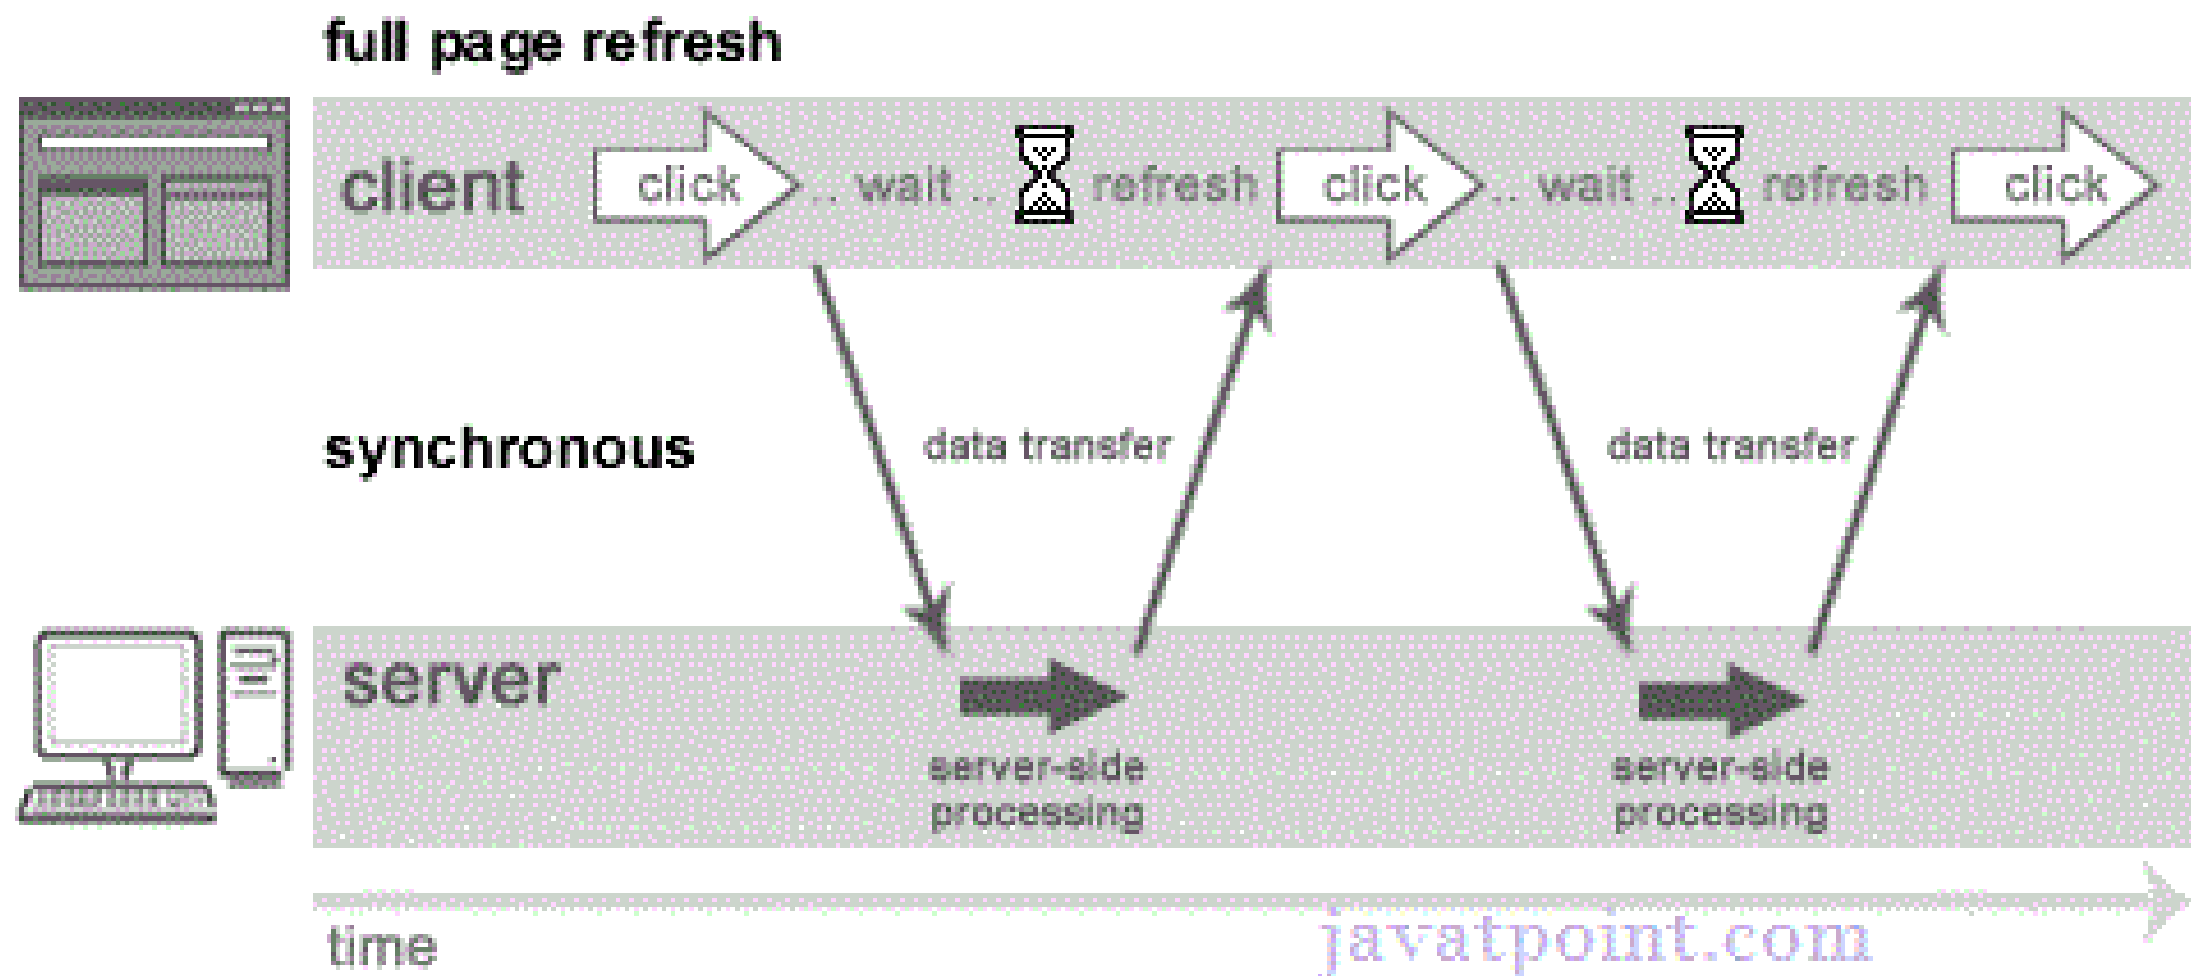 full page refresh
client click .. wait .. refresh click .. wait .. refresh click
synchronous data transfer data transfer
server
server-side processing
server-side processing
time
javatpoint.com